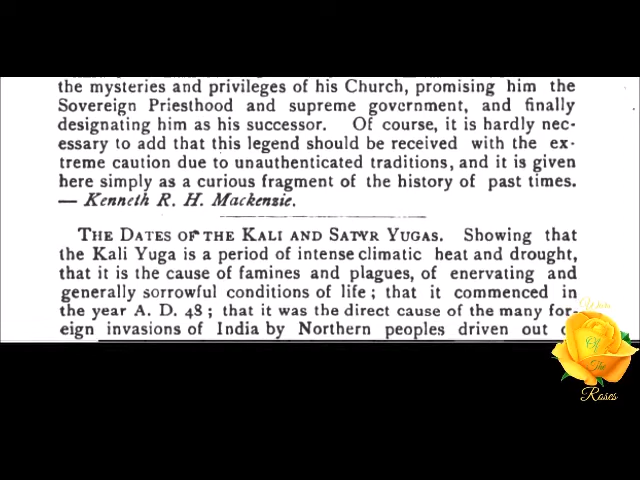 the mysteries and privileges of his Church, promising him the
Sovereign Priesthood and supreme government, and finally
designating him as his successor. Of course, it is hardly nec-
essary to add that this legend should be received with the ex-
treme caution due to unauthenticated traditions, and it is given
here simply as a curious fragment of the history of past times.
— Kenneth R. H. Mackenzie.
THE DATES OF THE KALI AND SATYR YUGAS. Showing that
the Kali Yuga is a period of intense climatic heat and drought,
that it is the cause of famines and plagues, of enervating and
generally sorrowful conditions of life; that it commenced in
the year A. D. 48; that it was the direct cause of the many for-
eign invasions of India by Northern peoples driven out
Wars
Of
The
Roses